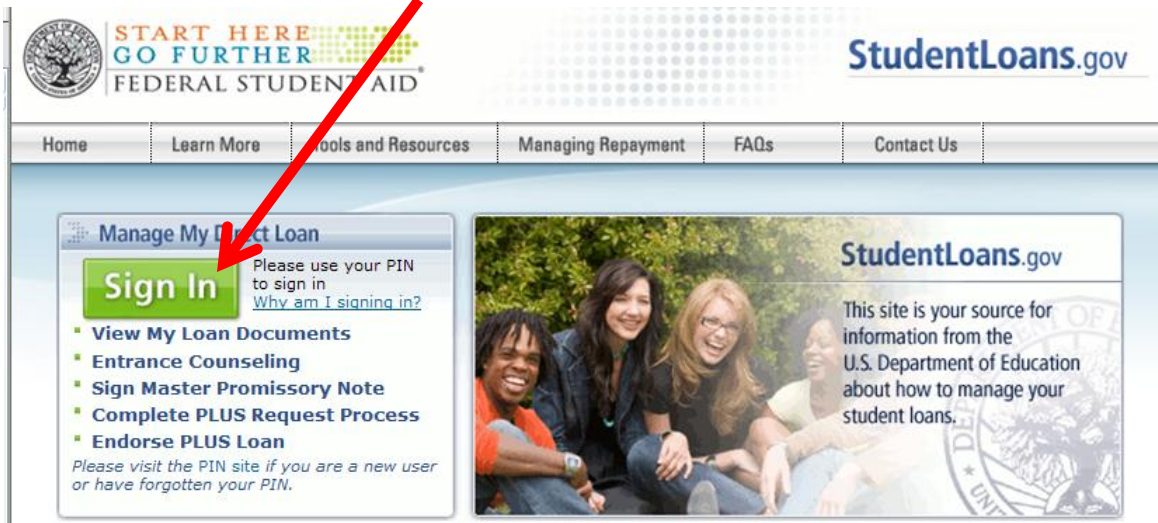 START HERE
GO FURTHER
FEDERAL STUDENT AID
StudentLoans.gov
Home Learn More Tools and Resources Managing Repayment FAQs Contact Us
Manage My Direct Loan
Sign In
Please use your PIN
to sign in
Why am I signing in?
View My Loan Documents
Entrance Counseling
Sign Master Promissory Note
Complete PLUS Request Process
Endorse PLUS Loan
Please visit the PIN site if you are a new user
or have forgotten your PIN.
StudentLoans.gov
This site is your source for
information from the
U.S. Department of Education
about how to manage your
student loans.